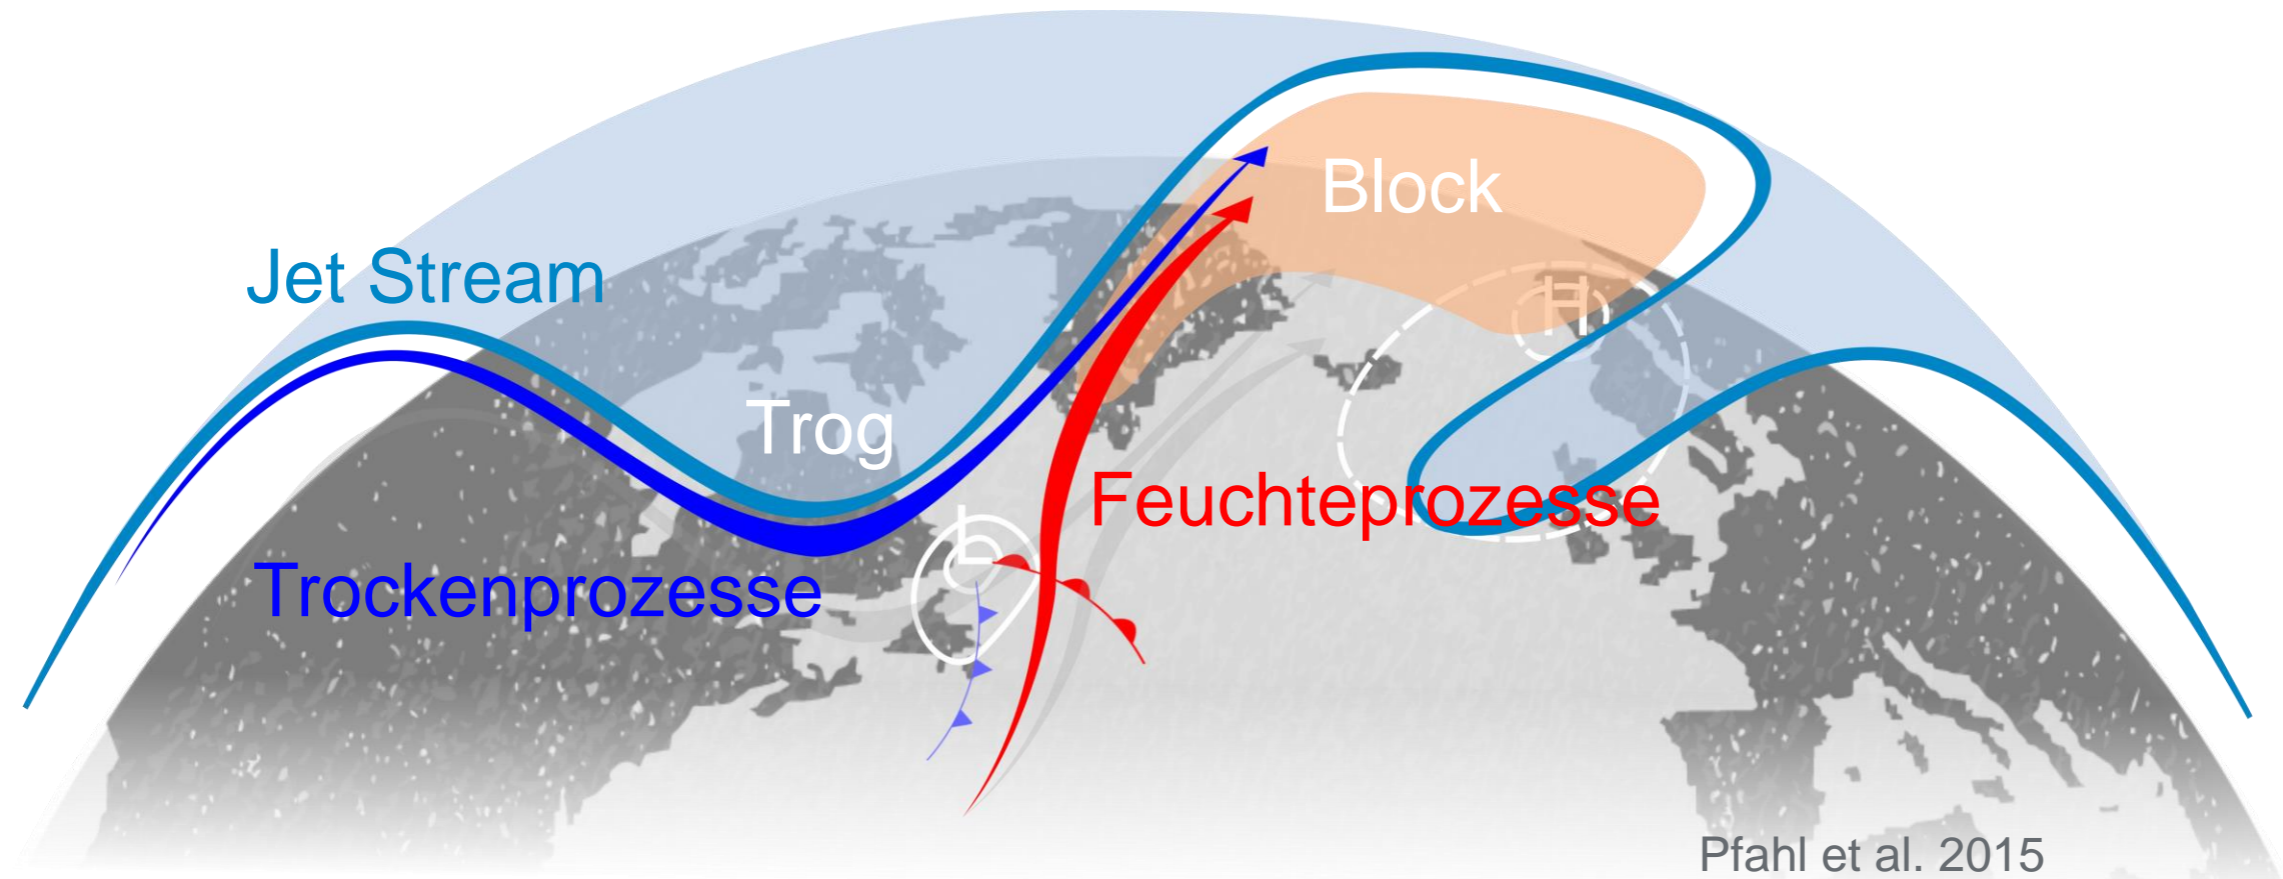 Block
Jet Stream
H
Trog
Feuchteprozesse
L
Trockenprozesse
Pfahl et al. 2015